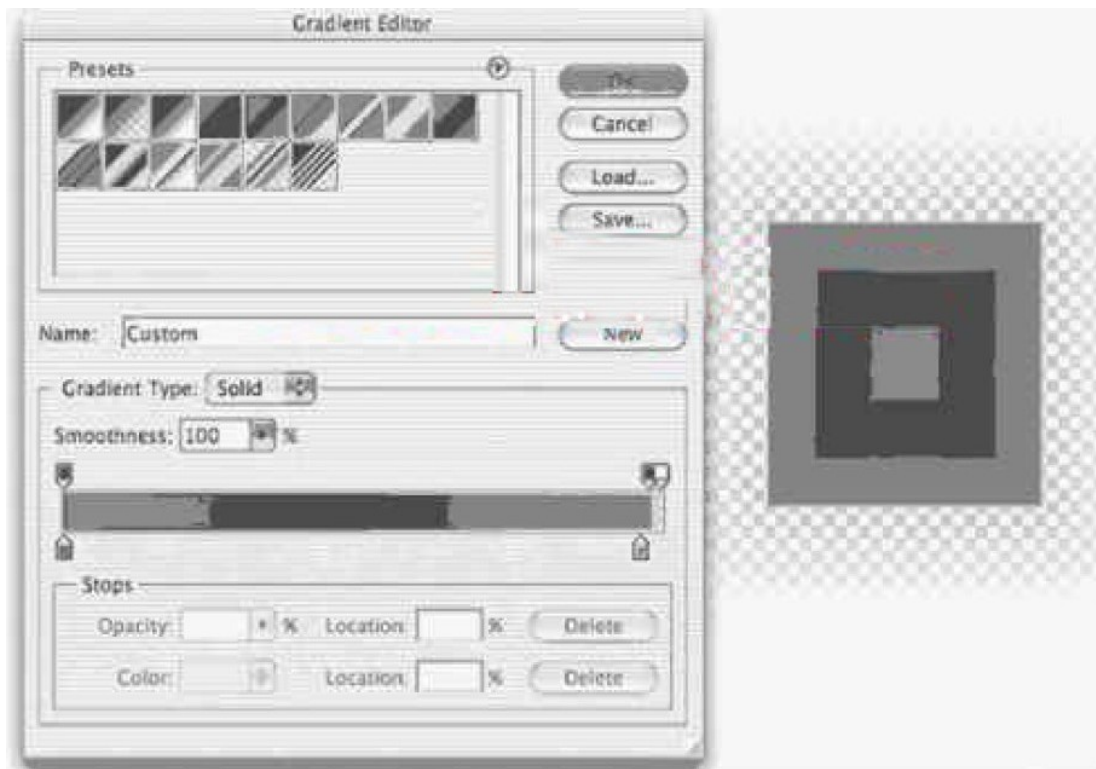 Gradient Editor
Presets
Cancel
Load...
Save...
Name: Custom
New
Gradient Type: Solid
Smoothness: 100 %
Stops
Opacity: % Location: % Delete
Color: Location: % Delete